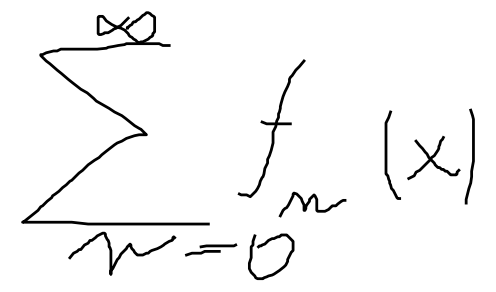 ∞
∑ f_n (x)
n=0